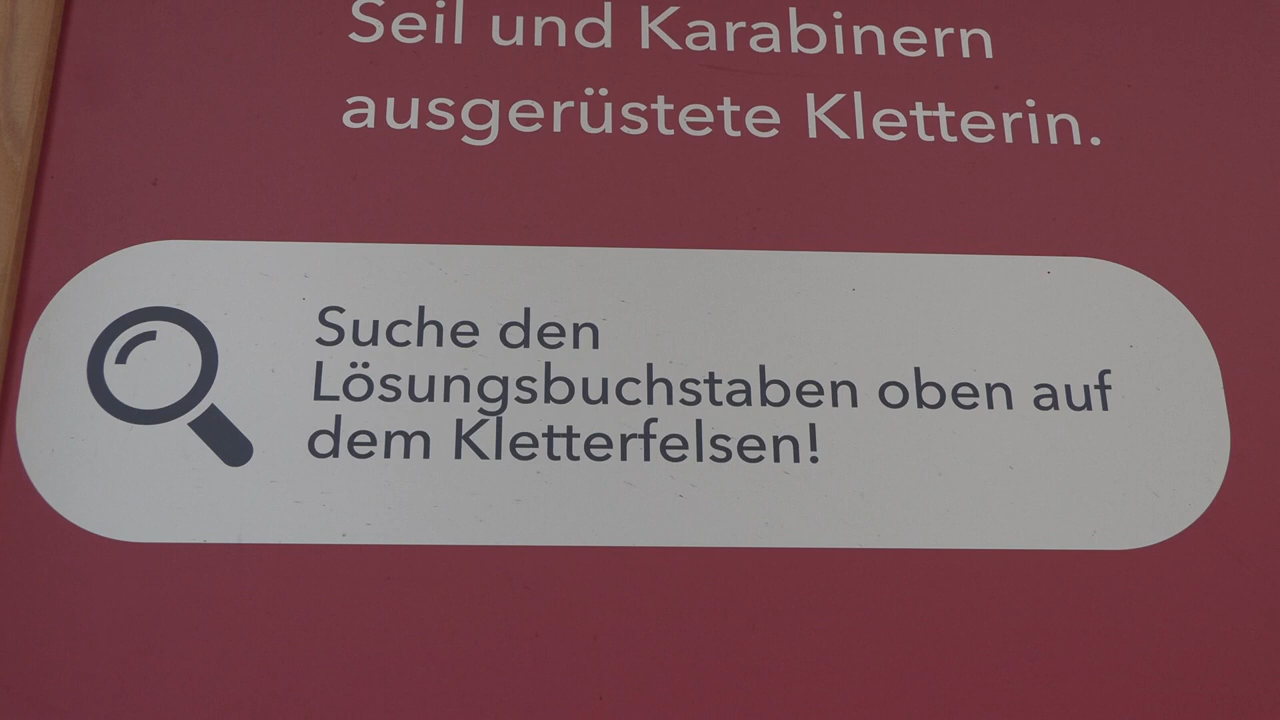 Seil und Karabinern
ausgerüstete Kletterin.
Suche den
Lösungsbuchstaben oben auf
dem Kletterfelsen!